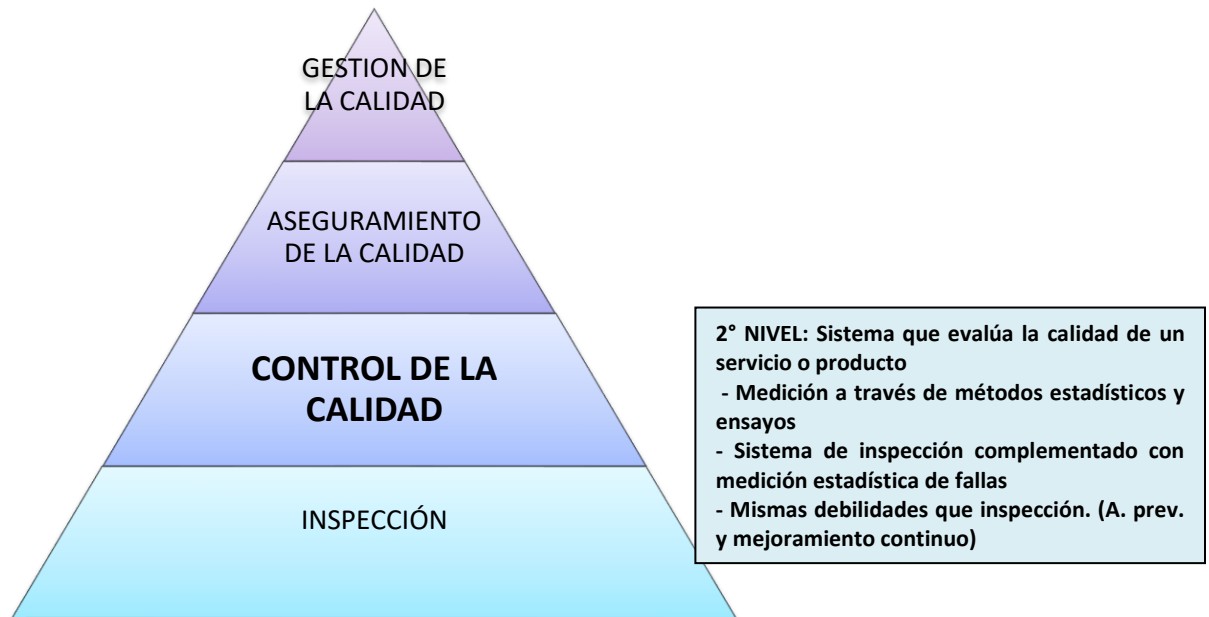 GESTION DE
LA CALIDAD
ASEGURAMIENTO
DE LA CALIDAD
CONTROL DE LA
CALIDAD
INSPECCIÓN
2° NIVEL: Sistema que evalúa la calidad de un
servicio o producto
- Medición a través de métodos estadísticos y
ensayos
- Sistema de inspección complementado con
medición estadística de fallas
- Mismas debilidades que inspección. (A. prev.
y mejoramiento continuo)